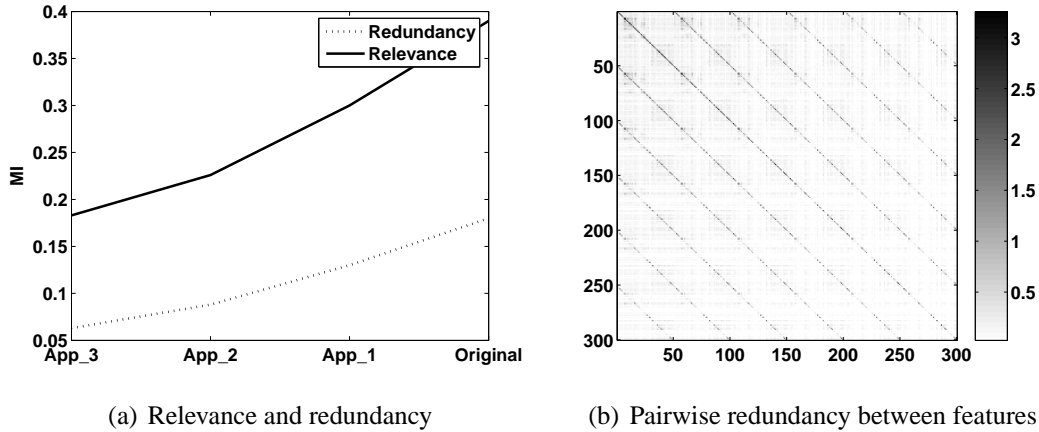 0.4
0.35
0.3
0.25
0.2
0.15
0.1
0.05
MI
Redundancy
Relevance
App_3
App_2
App_1
Original
(a) Relevance and redundancy
50
100
150
200
250
300
50
100
150
200
250
300
3
2.5
2
1.5
1
0.5
(b) Pairwise redundancy between features